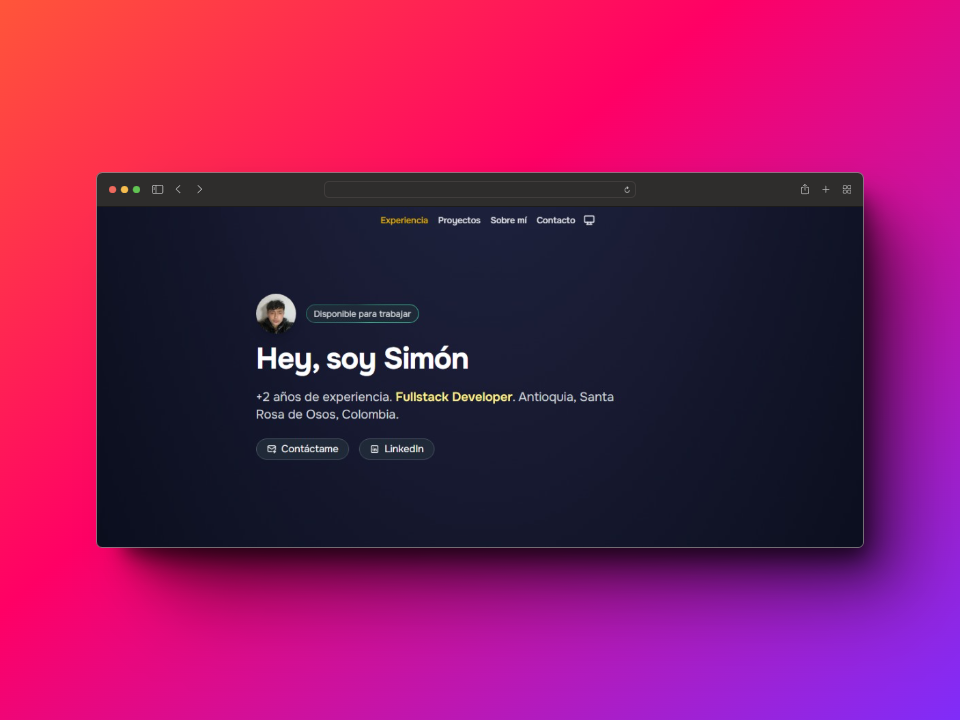 Experiencia Proyectos Sobre mí Contacto
Disponible para trabajar
Hey, soy Simón
+2 años de experiencia. Fullstack Developer. Antioquia, Santa
Rosa de Osos, Colombia.
Contáctame LinkedIn